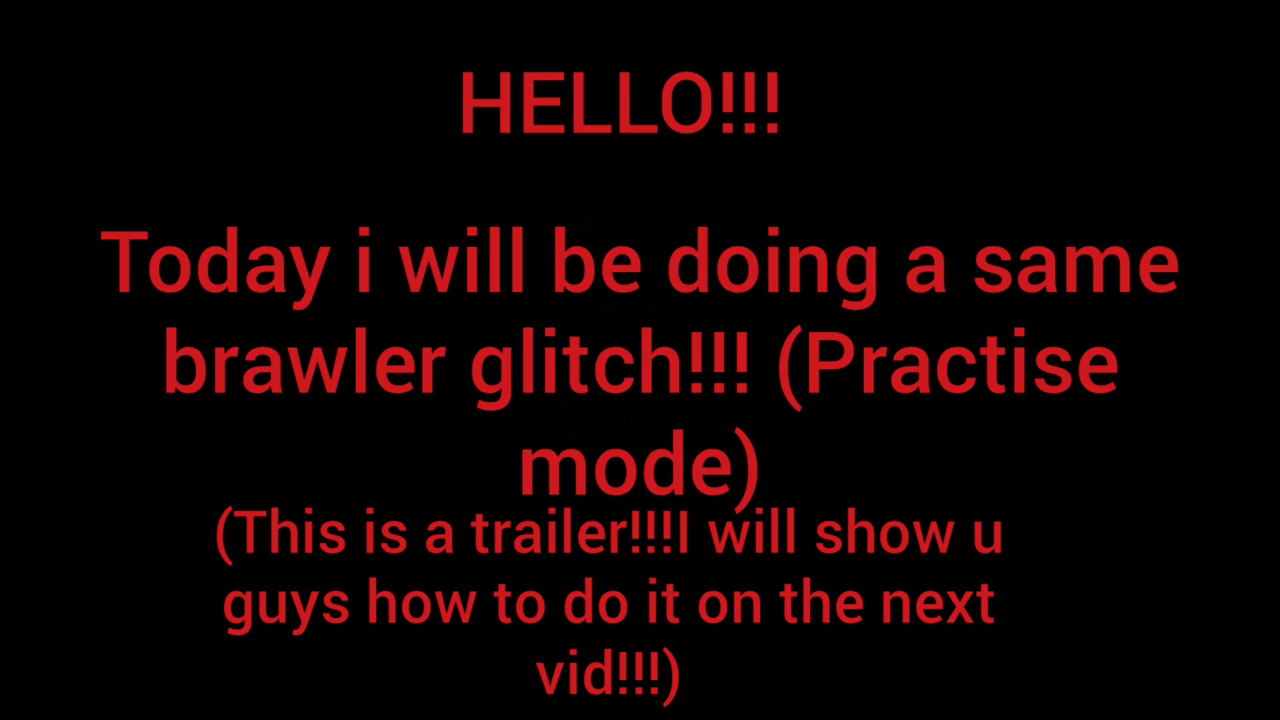 HELLO!!!
Today i will be doing a same
brawler glitch!!! (Practise
mode)
(This is a trailer!!!I will show u
guys how to do it on the next
vid!!!)